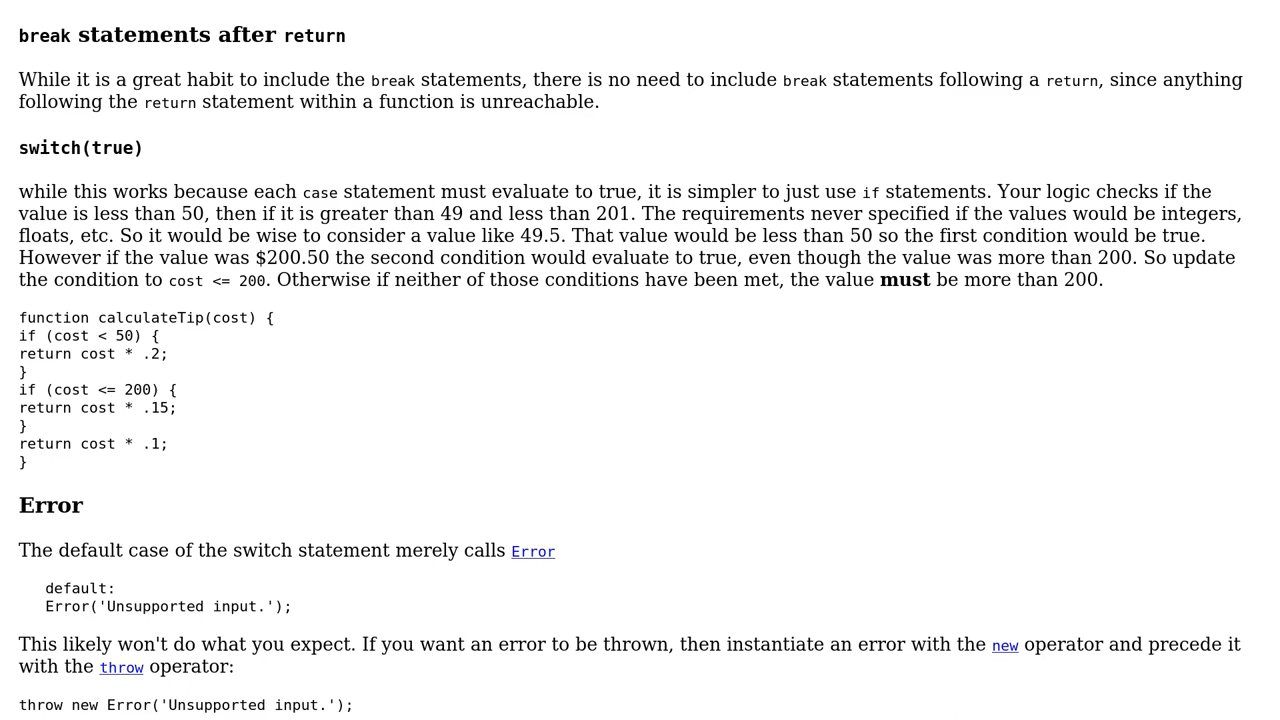 break statements after return
While it is a great habit to include the break statements, there is no need to include break statements following a return, since anything
following the return statement within a function is unreachable.
switch(true)
while this works because each case statement must evaluate to true, it is simpler to just use if statements. Your logic checks if the
value is less than 50, then if it is greater than 49 and less than 201. The requirements never specified if the values would be integers,
floats, etc. So it would be wise to consider a value like 49.5. That value would be less than 50 so the first condition would be true.
However if the value was $200.50 the second condition would evaluate to true, even though the value was more than 200. So update
the condition to cost <= 200. Otherwise if neither of those conditions have been met, the value must be more than 200.
function calculateTip(cost) {
if (cost < 50) {
return cost * .2;
}
if (cost <= 200) {
return cost * .15;
}
return cost * .1;
}
Error
The default case of the switch statement merely calls Error
default:
Error('Unsupported input.');
This likely won't do what you expect. If you want an error to be thrown, then instantiate an error with the new operator and precede it
with the throw operator:
throw new Error('Unsupported input.');